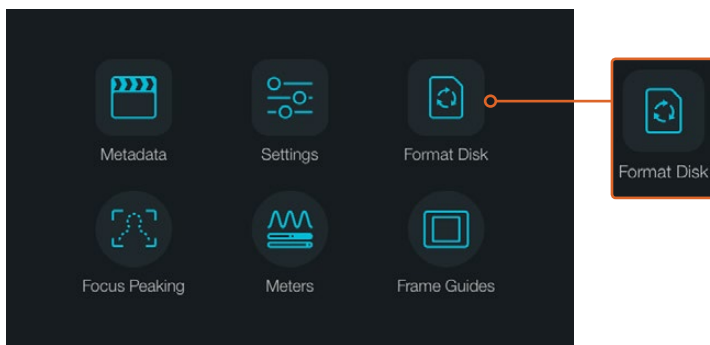 Metadata
Settings
Format Disk
Format Disk
Focus Peaking
Meters
Frame Guides